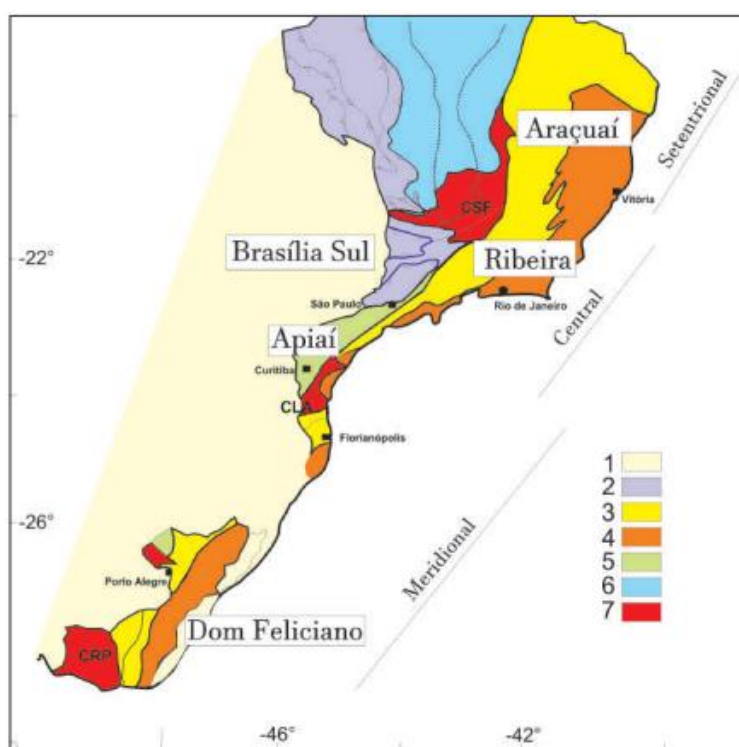 Araçuaí
Setentrional
Vitória
CSF
-22°
Brasília Sul
Ribeira
São Paulo
Rio de Janeiro
Central
Apiaí
Curitiba
CLA
Florianópolis
1
2
3
4
5
6
7
-26°
Meridional
Porto Alegre
Dom Feliciano
CRP
-46°
-42°